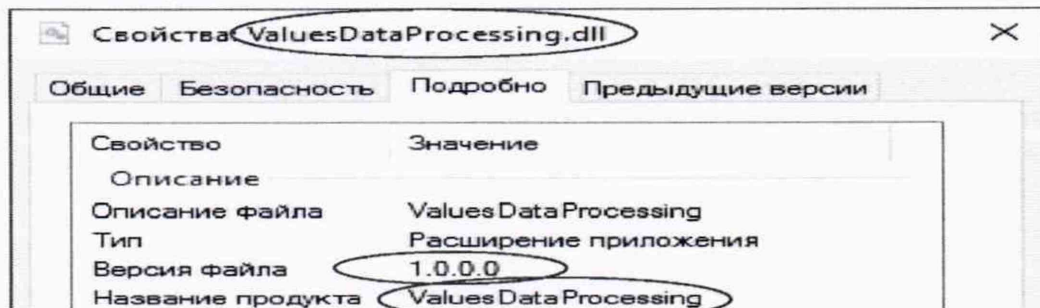 Свойства: ValuesDataProcessing.dll
Общие Безопасность Подробно Предыдущие версии
Свойство Значение
Описание
Описание файла ValuesDataProcessing
Тип Расширение приложения
Версия файла 1.0.0.0
Название продукта ValuesDataProcessing